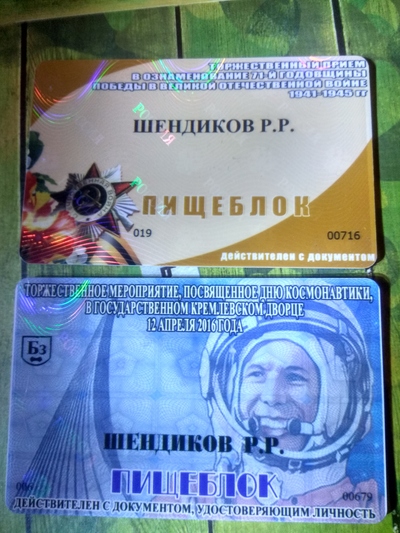 ТОРЖЕСТВЕННЫЙ ПРИЕМ
В ОЗНАМЕНОВАНИЕ 71-Й ГОДОВЩИНЫ
ПОБЕДЫ В ВЕЛИКОЙ ОТЕЧЕСТВЕННОЙ ВОЙНЕ
1941-1945 гг
ШЕНДИКОВ Р.Р.
ПИЩЕБЛОК
019
00716
действителен с документом
ТОРЖЕСТВЕННОЕ МЕРОПРИЯТИЕ, ПОСВЯЩЕННОЕ ДНЮ КОСМОНАВТИКИ,
В ГОСУДАРСТВЕННОМ КРЕМЛЕВСКОМ ДВОРЦЕ
12 АПРЕЛЯ 2016 ГОДА
Бз
ШЕНДИКОВ Р.Р.
ПИЩЕБЛОК
00679
ДЕЙСТВИТЕЛЕН С ДОКУМЕНТОМ, УДОСТОВЕРЯЮЩИМ ЛИЧНОСТЬ